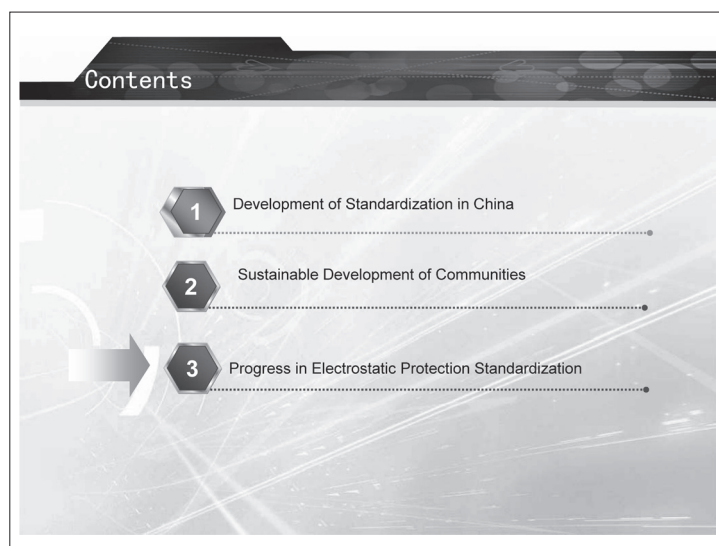 Contents
1 Development of Standardization in China
2 Sustainable Development of Communities
3 Progress in Electrostatic Protection Standardization